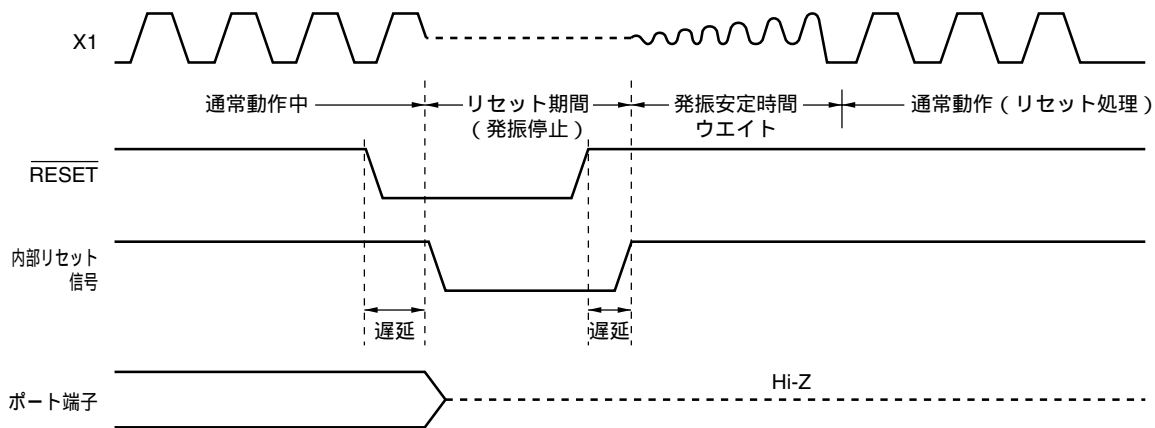 X1
通常動作中
リセット期間
（発振停止）
発振安定時間
ウエイト
通常動作（リセット処理）
RESET
内部リセット
信号
遅延
遅延
ポート端子
Hi-Z